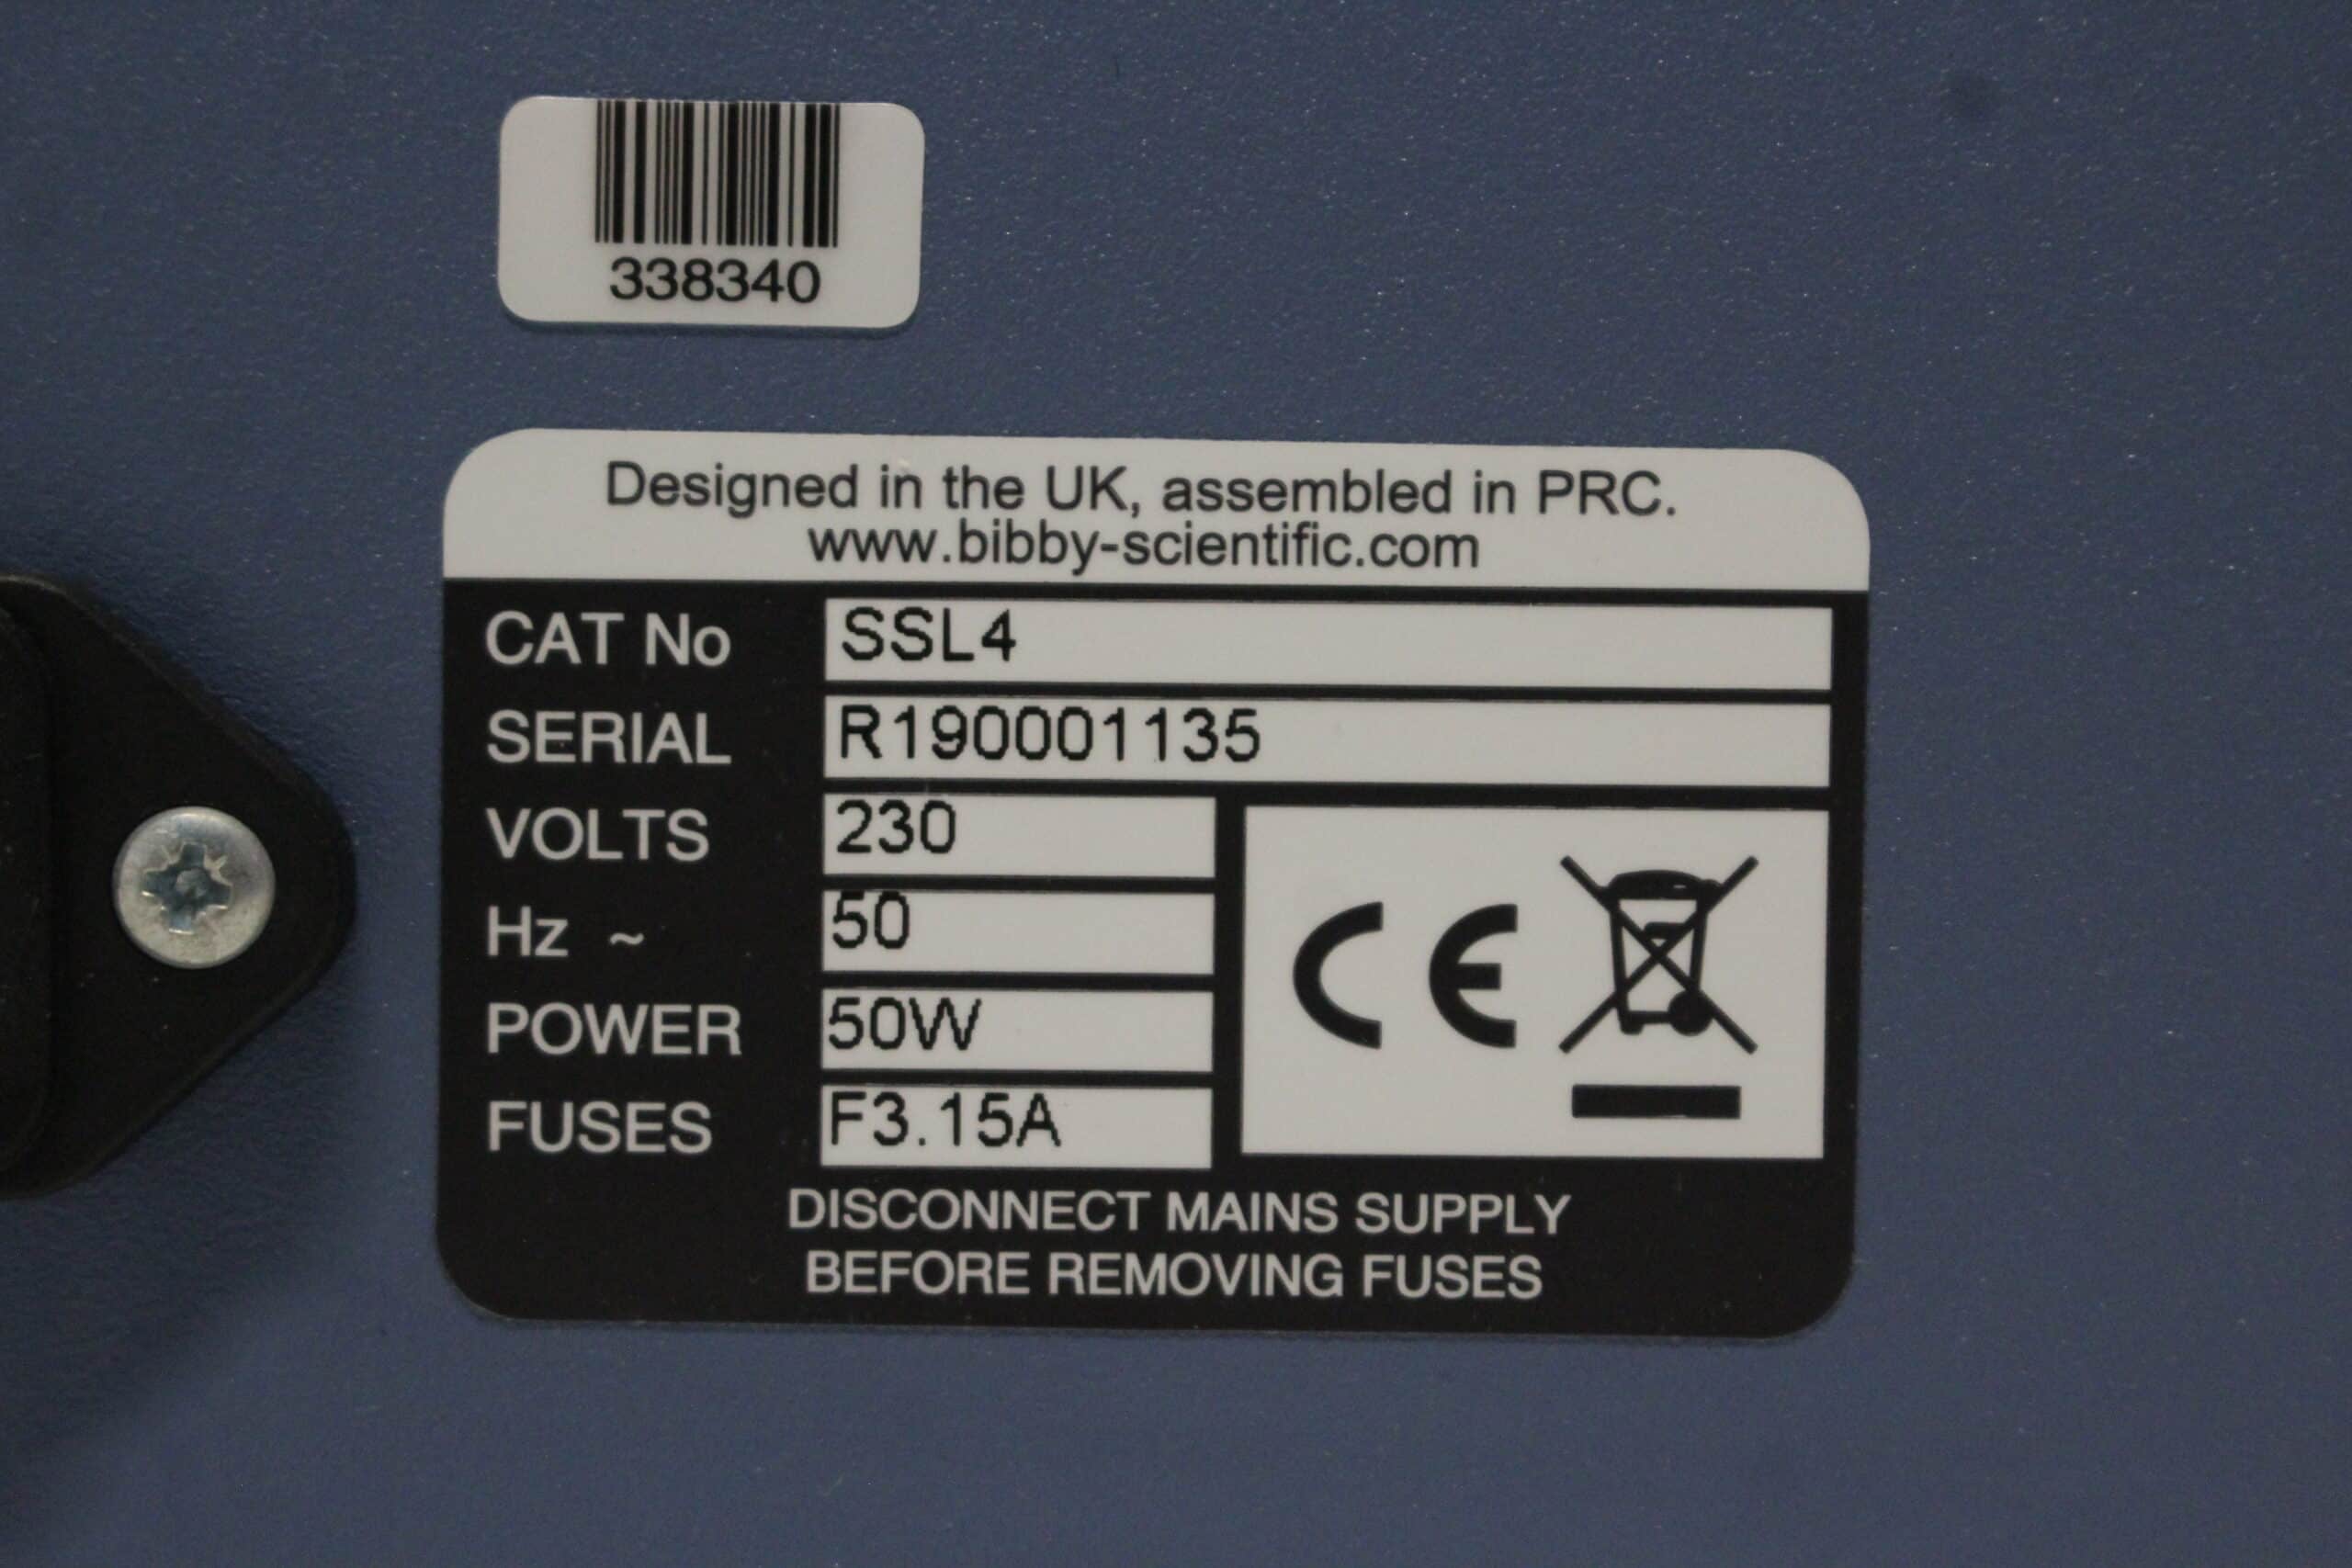 338340
Designed in the UK, assembled in PRC.
www.bibby-scientific.com
CAT No SSL4
SERIAL R190001135
VOLTS 230
Hz ~ 50
POWER 50W
FUSES F3.15A
CE
DISCONNECT MAINS SUPPLY
BEFORE REMOVING FUSES